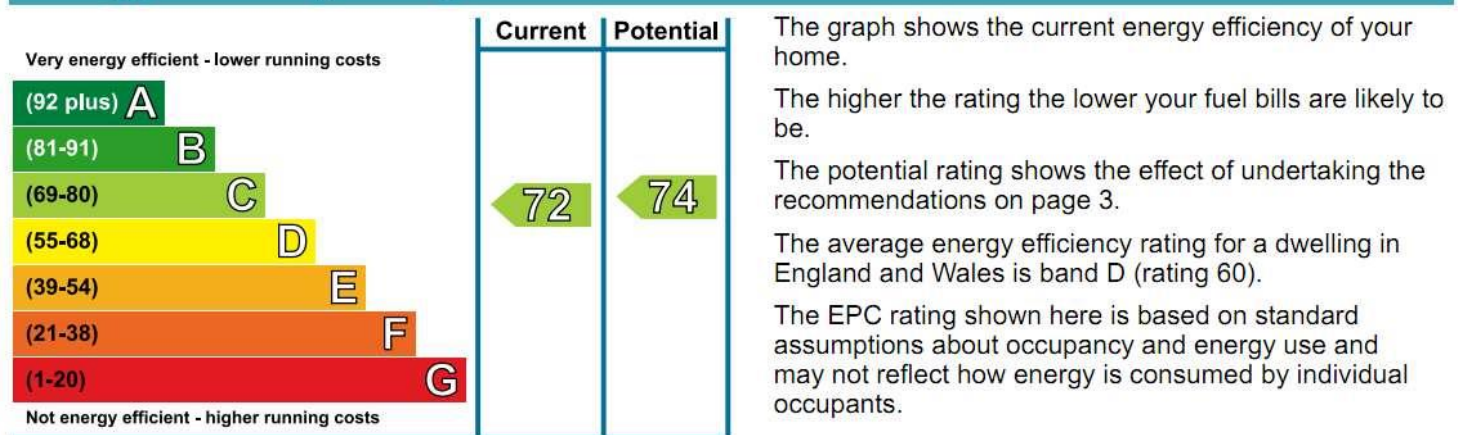 Current Potential
Very energy efficient - lower running costs
(92 plus) A
(81-91) B
(69-80) C
(55-68) D
(39-54) E
(21-38) F
(1-20) G
Not energy efficient - higher running costs
72
74
The graph shows the current energy efficiency of your
home.
The higher the rating the lower your fuel bills are likely to
be.
The potential rating shows the effect of undertaking the
recommendations on page 3.
The average energy efficiency rating for a dwelling in
England and Wales is band D (rating 60).
The EPC rating shown here is based on standard
assumptions about occupancy and energy use and
may not reflect how energy is consumed by individual
occupants.